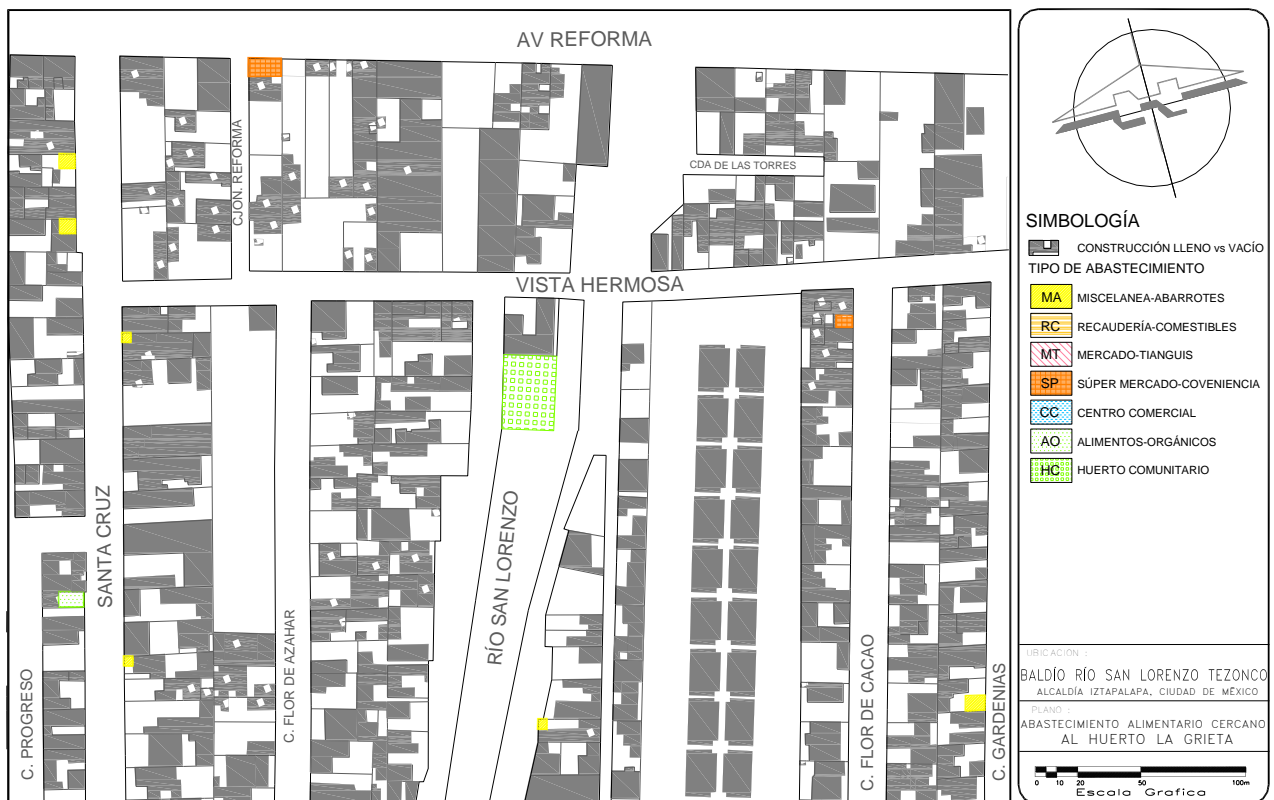 AV REFORMA
CJON. REFORMA
CDA DE LAS TORRES
VISTA HERMOSA
SANTA CRUZ
C. PROGRESO
C. FLOR DE AZAHAR
RÍO SAN LORENZO
C. FLOR DE CACAO
C. GARDENIAS
SIMBOLOGÍA
CONSTRUCCIÓN LLENO vs VACÍO
TIPO DE ABASTECIMIENTO
MA MISCELANEA-ABARROTES
RC RECAUDERÍA-COMESTIBLES
MT MERCADO-TIANGUIS
SP SÚPER MERCADO-COVENIENCIA
CC CENTRO COMERCIAL
AO ALIMENTOS-ORGÁNICOS
HC HUERTO COMUNITARIO
UBICACIÓN :
BALDÍO RÍO SAN LORENZO TEZONCO
ALCALDÍA IZTAPALAPA, CIUDAD DE MÉXICO
PLANO :
ABASTECIMIENTO ALIMENTARIO CERCANO
AL HUERTO LA GRIETA
0 10 20 50 100m
Escala Grafica